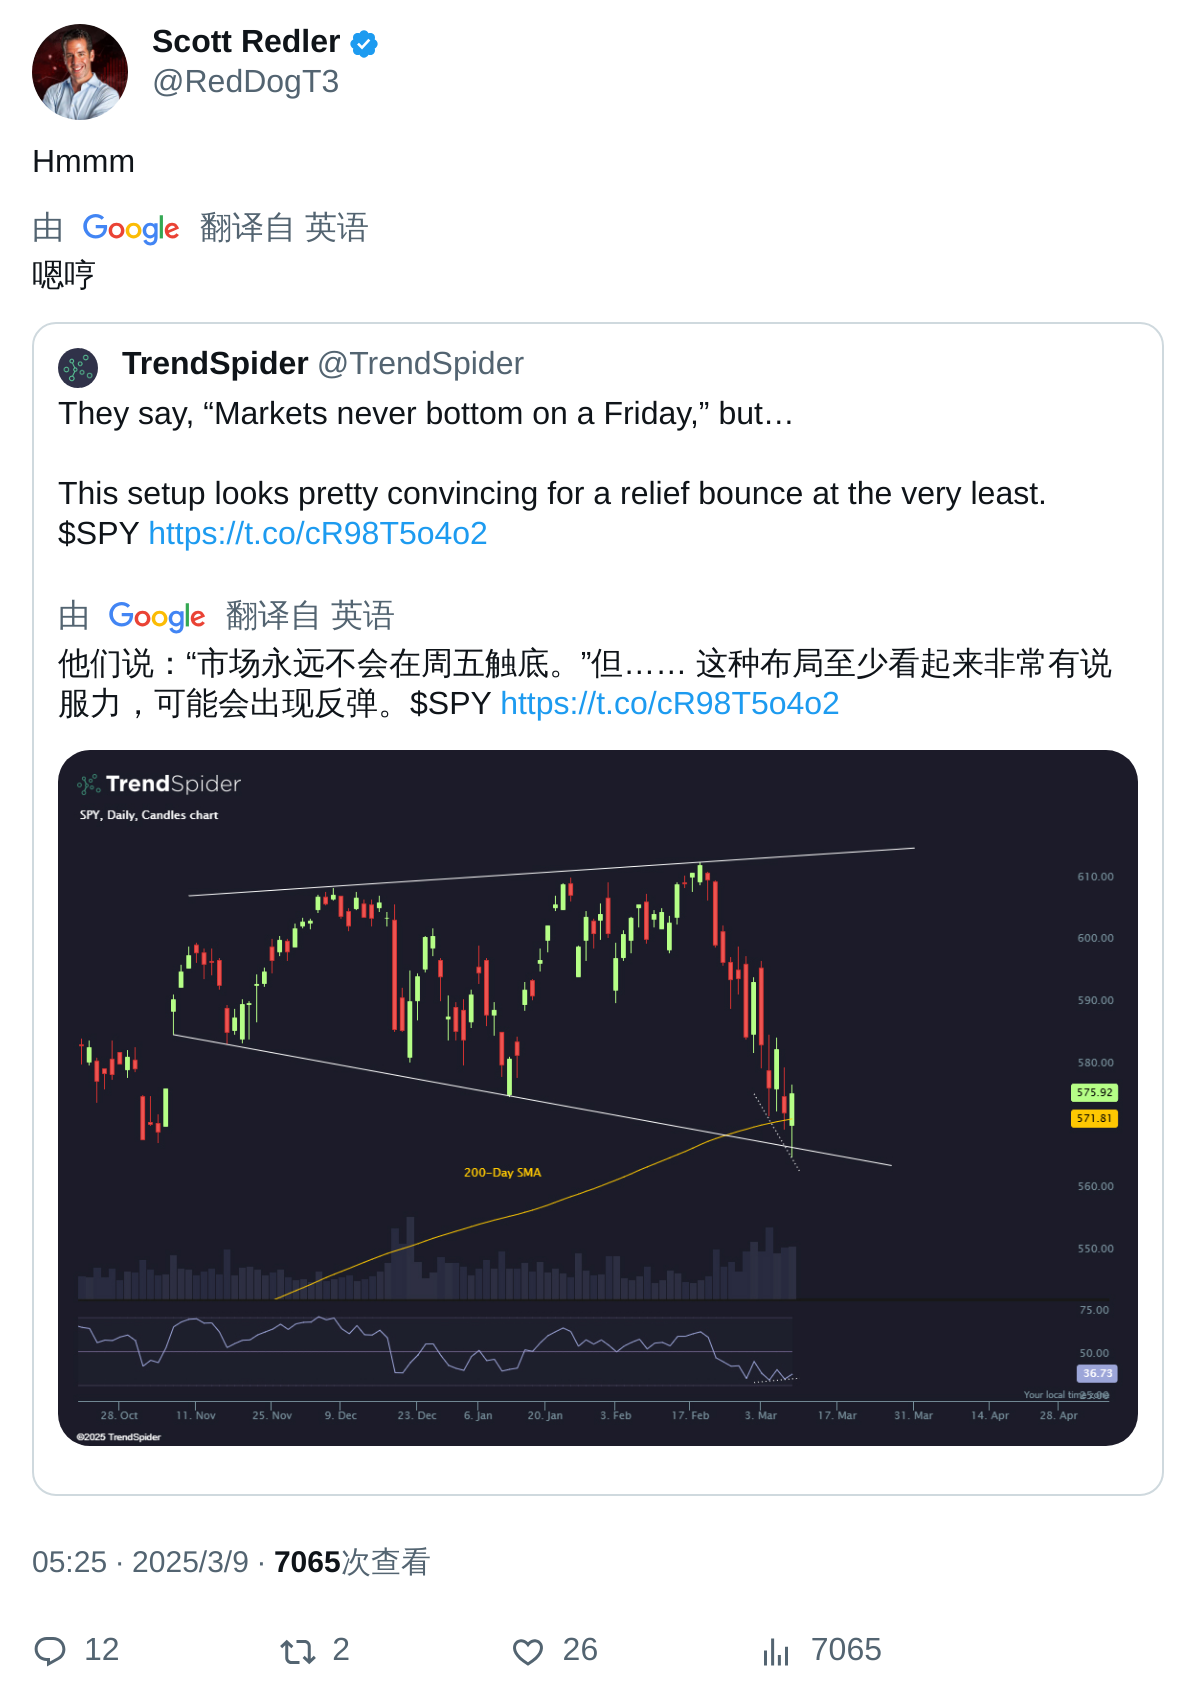 Scott Redler
@RedDogT3
Hmmm
由 Google 翻译自 英语
嗯哼
TrendSpider @TrendSpider
They say, “Markets never bottom on a Friday,” but…
This setup looks pretty convincing for a relief bounce at the very least.
$SPY https://t.co/cR98T5o4o2
由 Google 翻译自 英语
他们说：“市场永远不会在周五触底。”但…… 这种布局至少看起来非常有说
服力，可能会出现反弹。$SPY https://t.co/cR98T5o4o2
TrendSpider
SPY, Daily, Candles chart
610.00
600.00
590.00
580.00
575.92
571.81
200-Day SMA
560.00
550.00
75.00
50.00
36.73
Your local time zone
25.00
28. Oct 11. Nov 25. Nov 9. Dec 23. Dec 6. Jan 20. Jan 3. Feb 17. Feb 3. Mar 17. Mar 31. Mar 14. Apr 28. Apr
©2025 TrendSpider
05:25 · 2025/3/9 · 7065次查看
12 2 26 7065